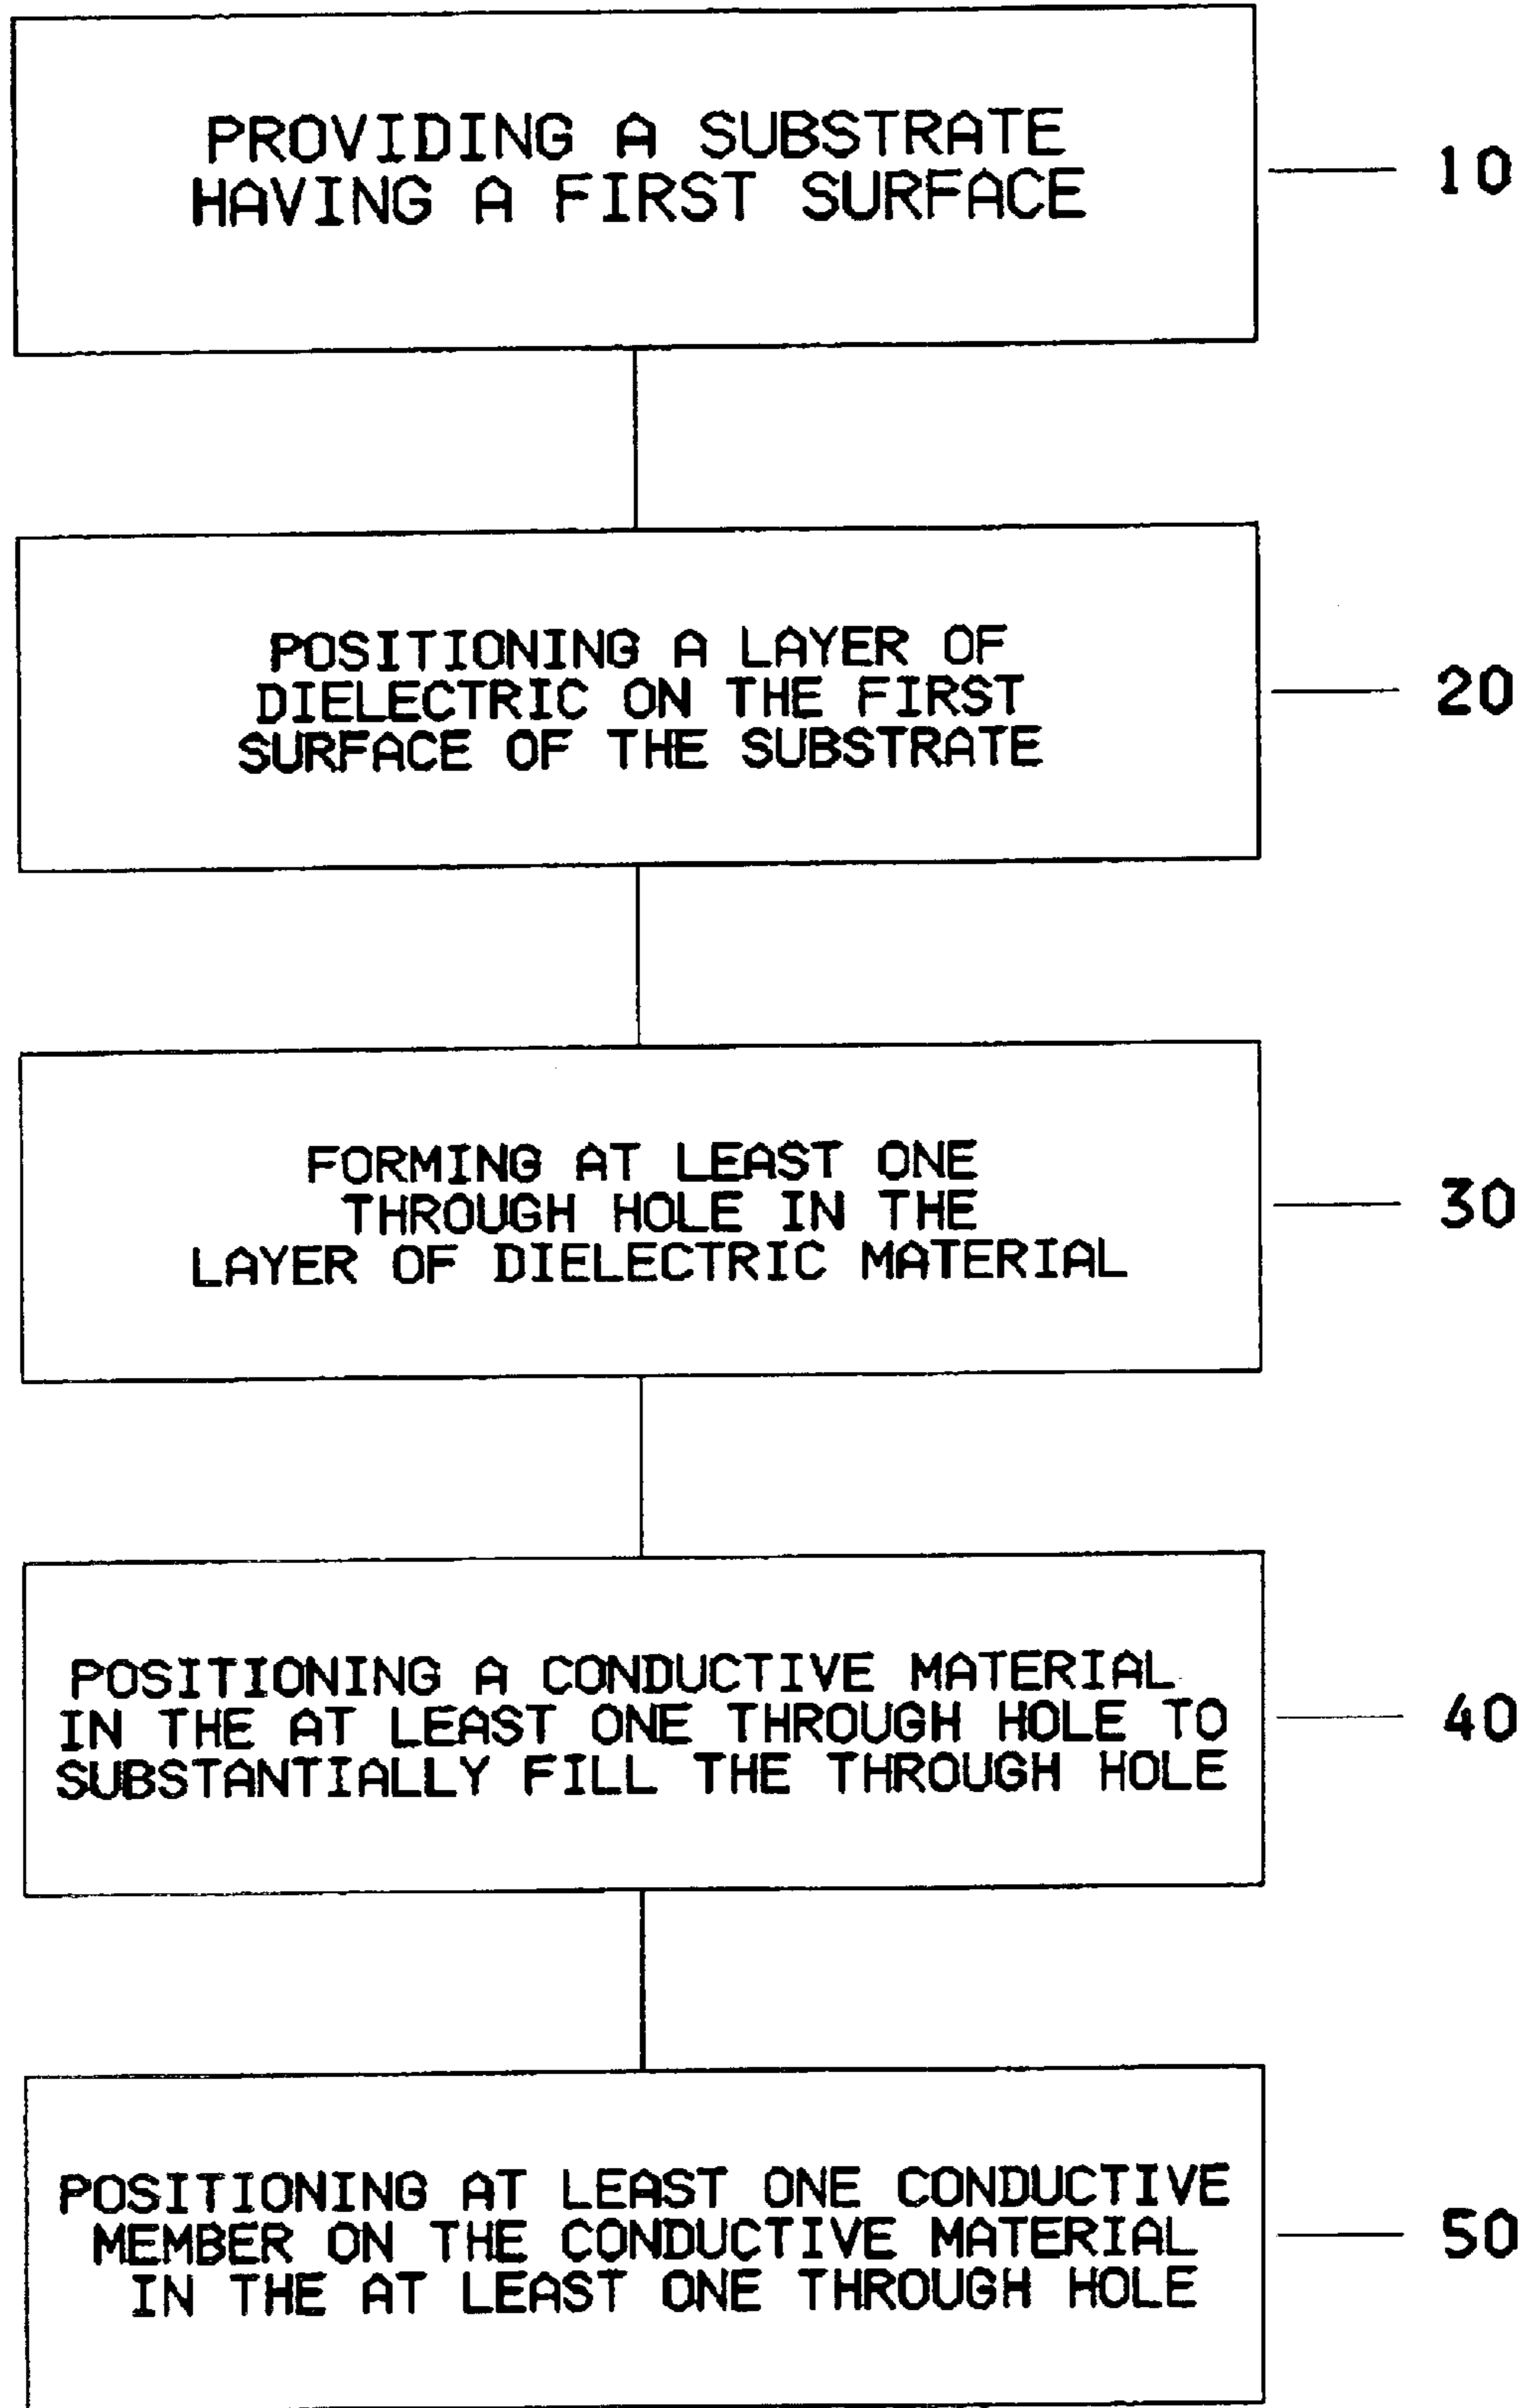 PROVIDING A SUBSTRATE
HAVING A FIRST SURFACE
10
POSITIONING A LAYER OF
DIELECTRIC ON THE FIRST
SURFACE OF THE SUBSTRATE
20
FORMING AT LEAST ONE
THROUGH HOLE IN THE
LAYER OF DIELECTRIC MATERIAL
30
POSITIONING A CONDUCTIVE MATERIAL
IN THE AT LEAST ONE THROUGH HOLE TO
SUBSTANTIALLY FILL THE THROUGH HOLE
40
POSITIONING AT LEAST ONE CONDUCTIVE
MEMBER ON THE CONDUCTIVE MATERIAL
IN THE AT LEAST ONE THROUGH HOLE
50